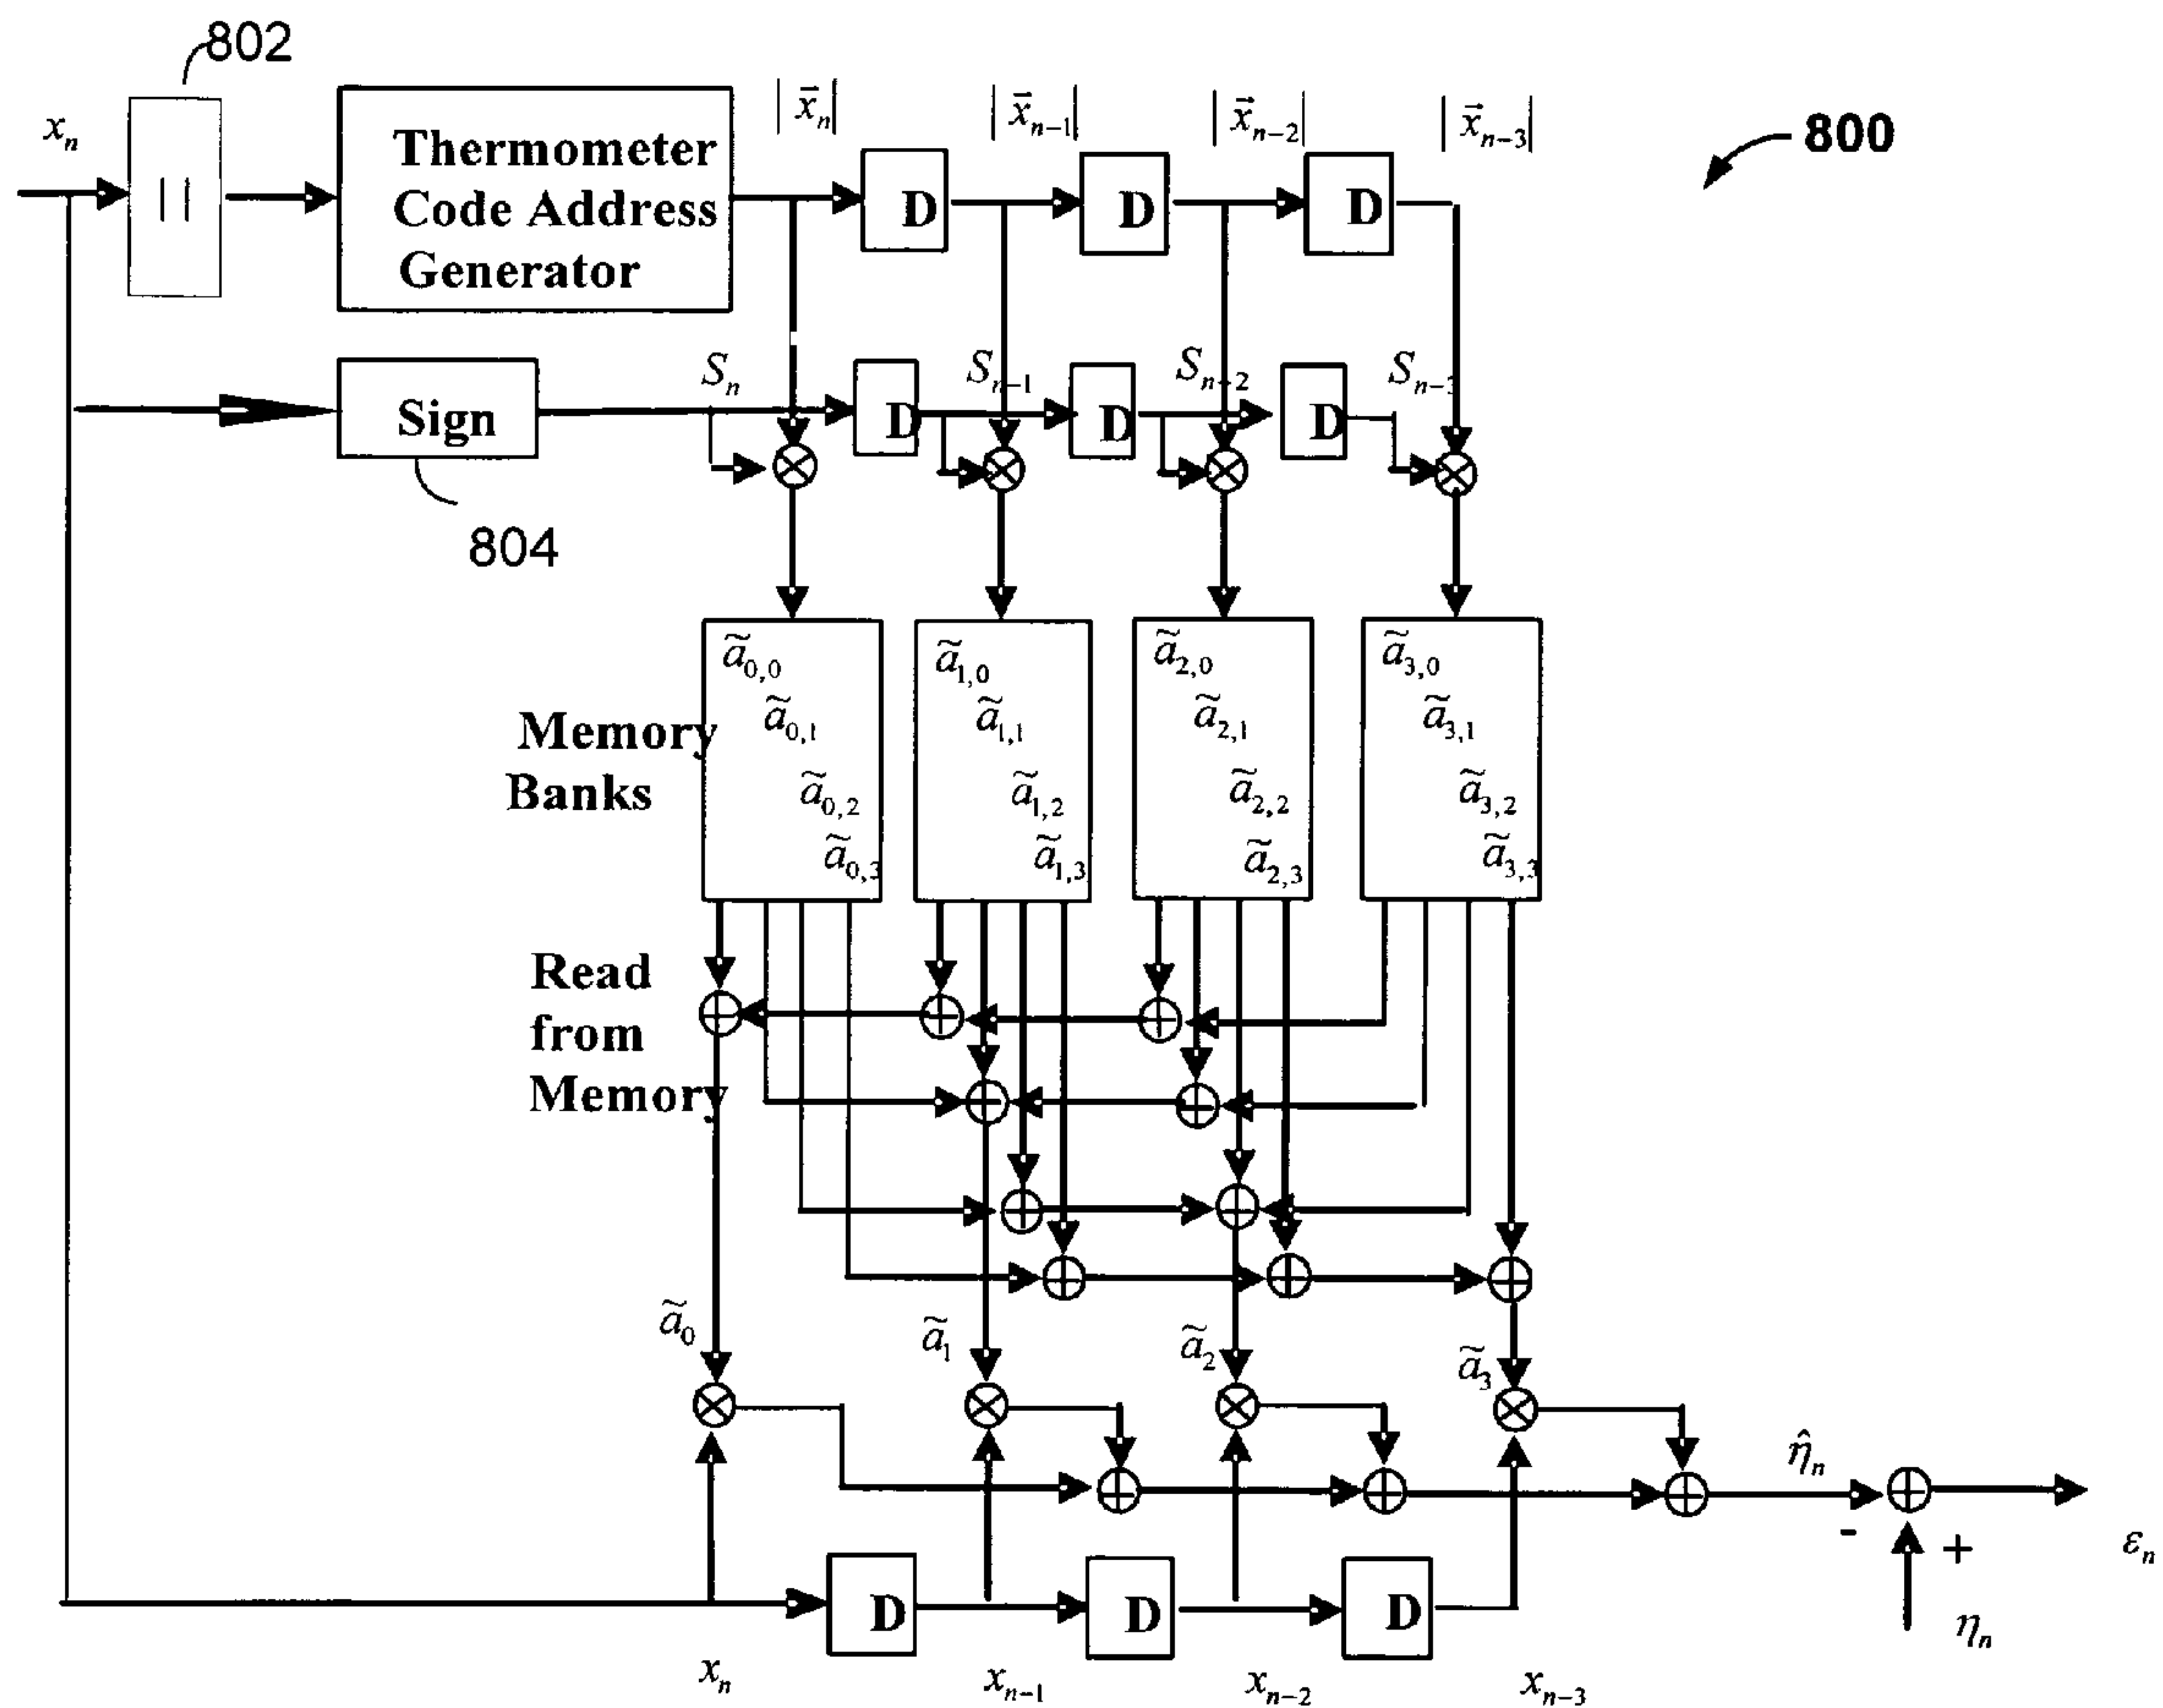 802
x_n
| |
Thermometer
Code Address
Generator
|x⃗_n|
|x⃗_{n-1}|
|x⃗_{n-2}|
|x⃗_{n-3}|
800
D
D
D
Sign
S_n
S_{n-1}
S_{n-2}
S_{n-3}
D
D
D
804
Memory
Banks
ã_{0,0}
ã_{0,1}
ã_{0,2}
ã_{0,3}
ã_{1,0}
ã_{1,1}
ã_{1,2}
ã_{1,3}
ã_{2,0}
ã_{2,1}
ã_{2,2}
ã_{2,3}
ã_{3,0}
ã_{3,1}
ã_{3,2}
ã_{3,3}
Read
from
Memory
ã_0
ã_1
ã_2
ã_3
η̂_n
-
+
ε_n
η_n
D
D
D
x_n
x_{n-1}
x_{n-2}
x_{n-3}